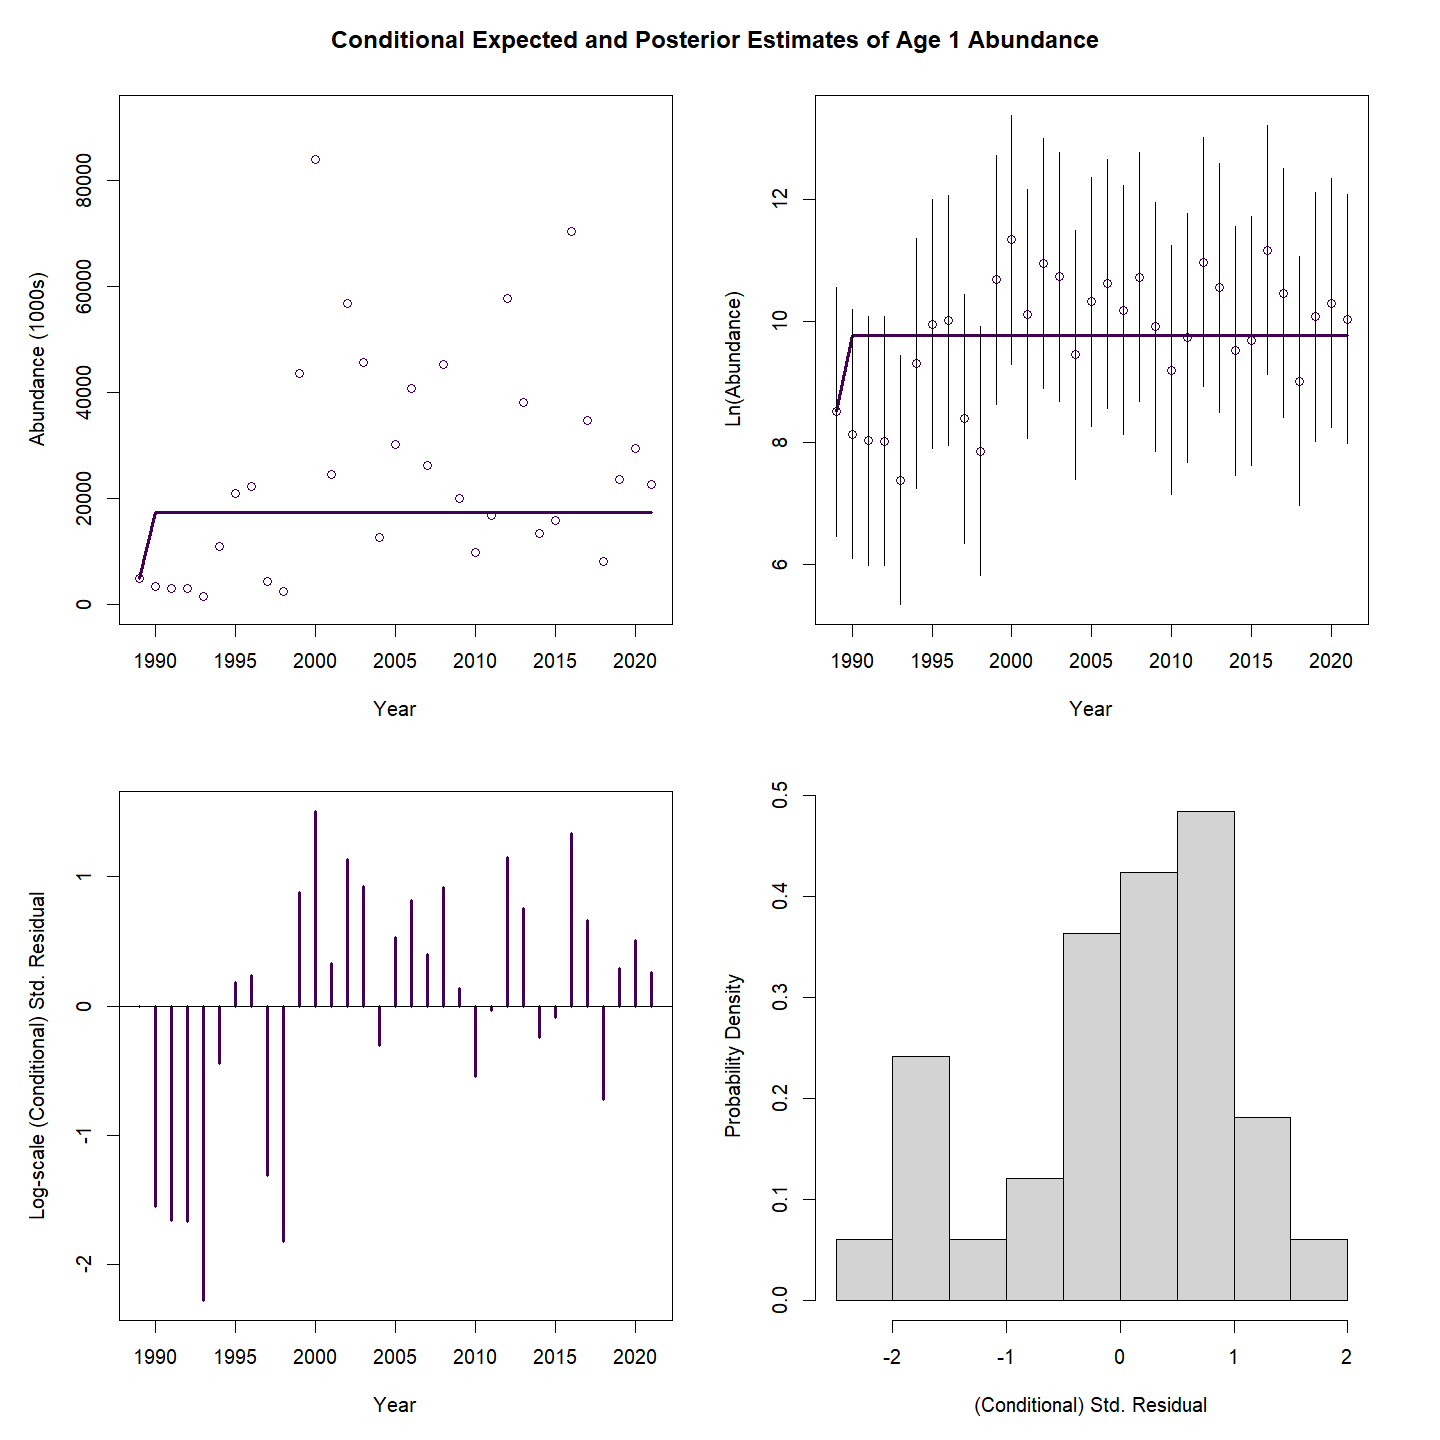 Conditional Expected and Posterior Estimates of Age 1 Abundance
Abundance (1000s)
80000
60000
40000
20000
0
1990 1995 2000 2005 2010 2015 2020
Year
Ln(Abundance)
12
10
8
6
1990 1995 2000 2005 2010 2015 2020
Year
Log-scale (Conditional) Std. Residual
1
0
-1
-2
1990 1995 2000 2005 2010 2015 2020
Year
Probability Density
0.5
0.4
0.3
0.2
0.1
0.0
-2 -1 0 1 2
(Conditional) Std. Residual